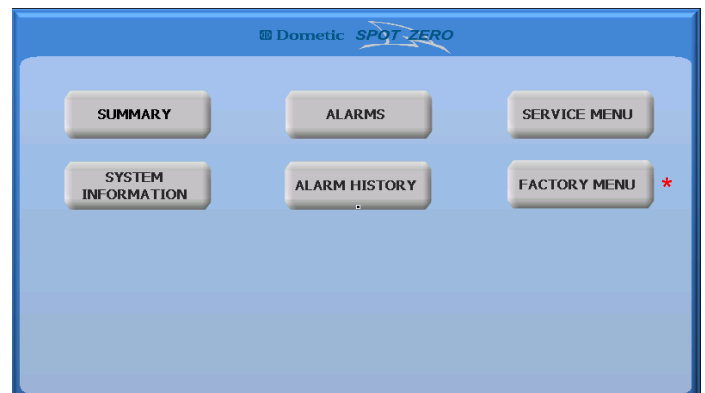 Dometic SPOT ZERO
SUMMARY
ALARMS
SERVICE MENU
SYSTEM
INFORMATION
ALARM HISTORY
FACTORY MENU *